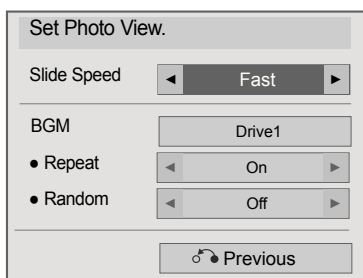 Set Photo View.
Slide Speed ◄ Fast ►
BGM Drive1
● Repeat ◄ On ►
● Random ◄ Off ►
Previous